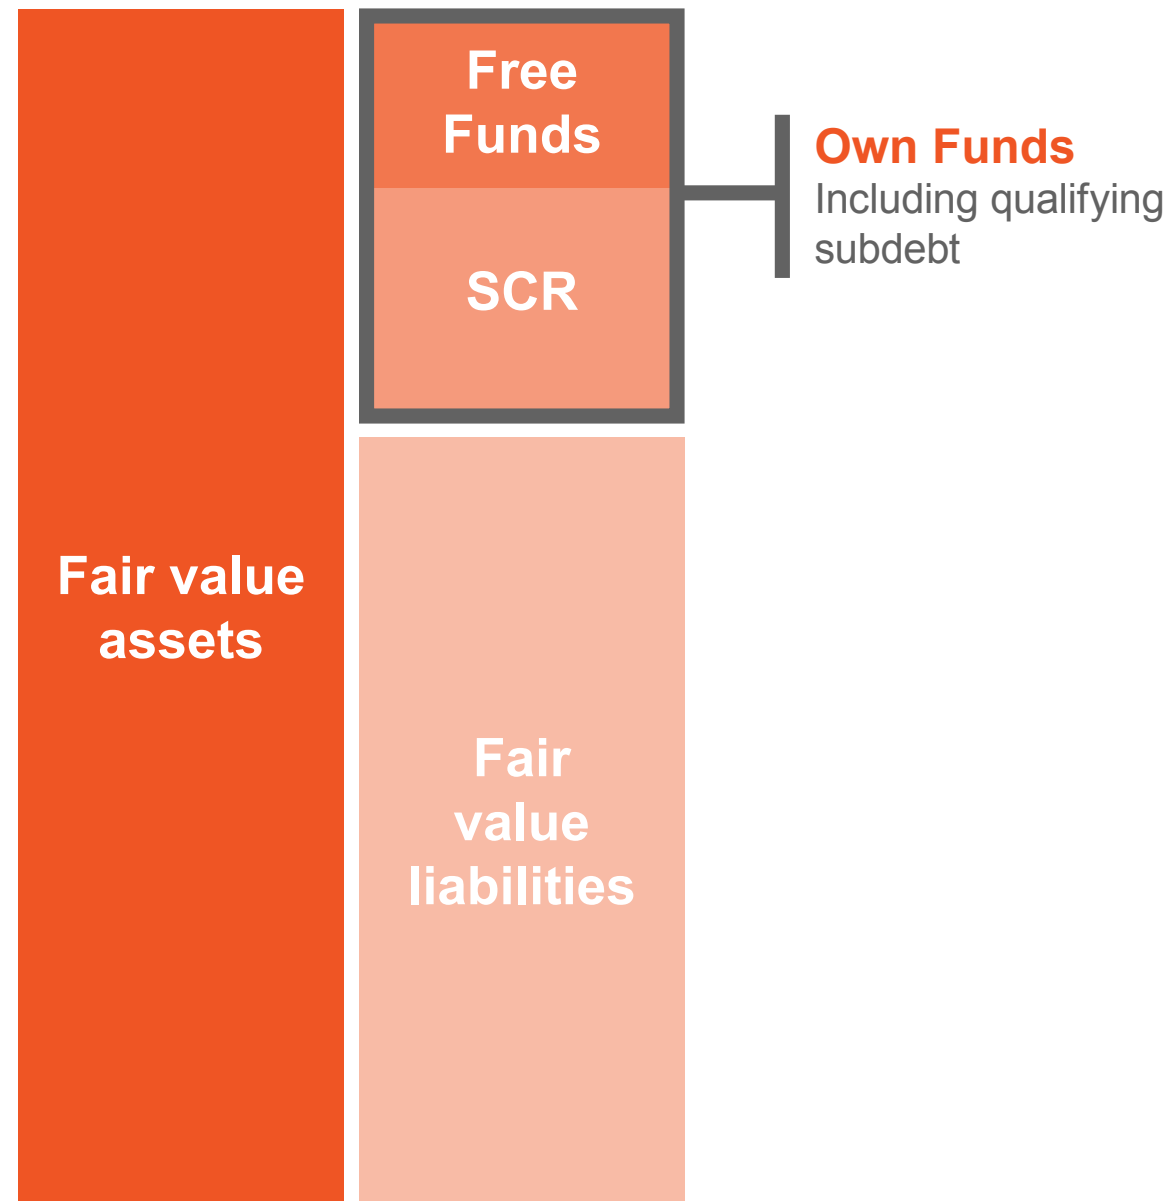 Free
Funds
SCR
Own Funds
Including qualifying
subdebt
Fair value
assets
Fair
value
liabilities